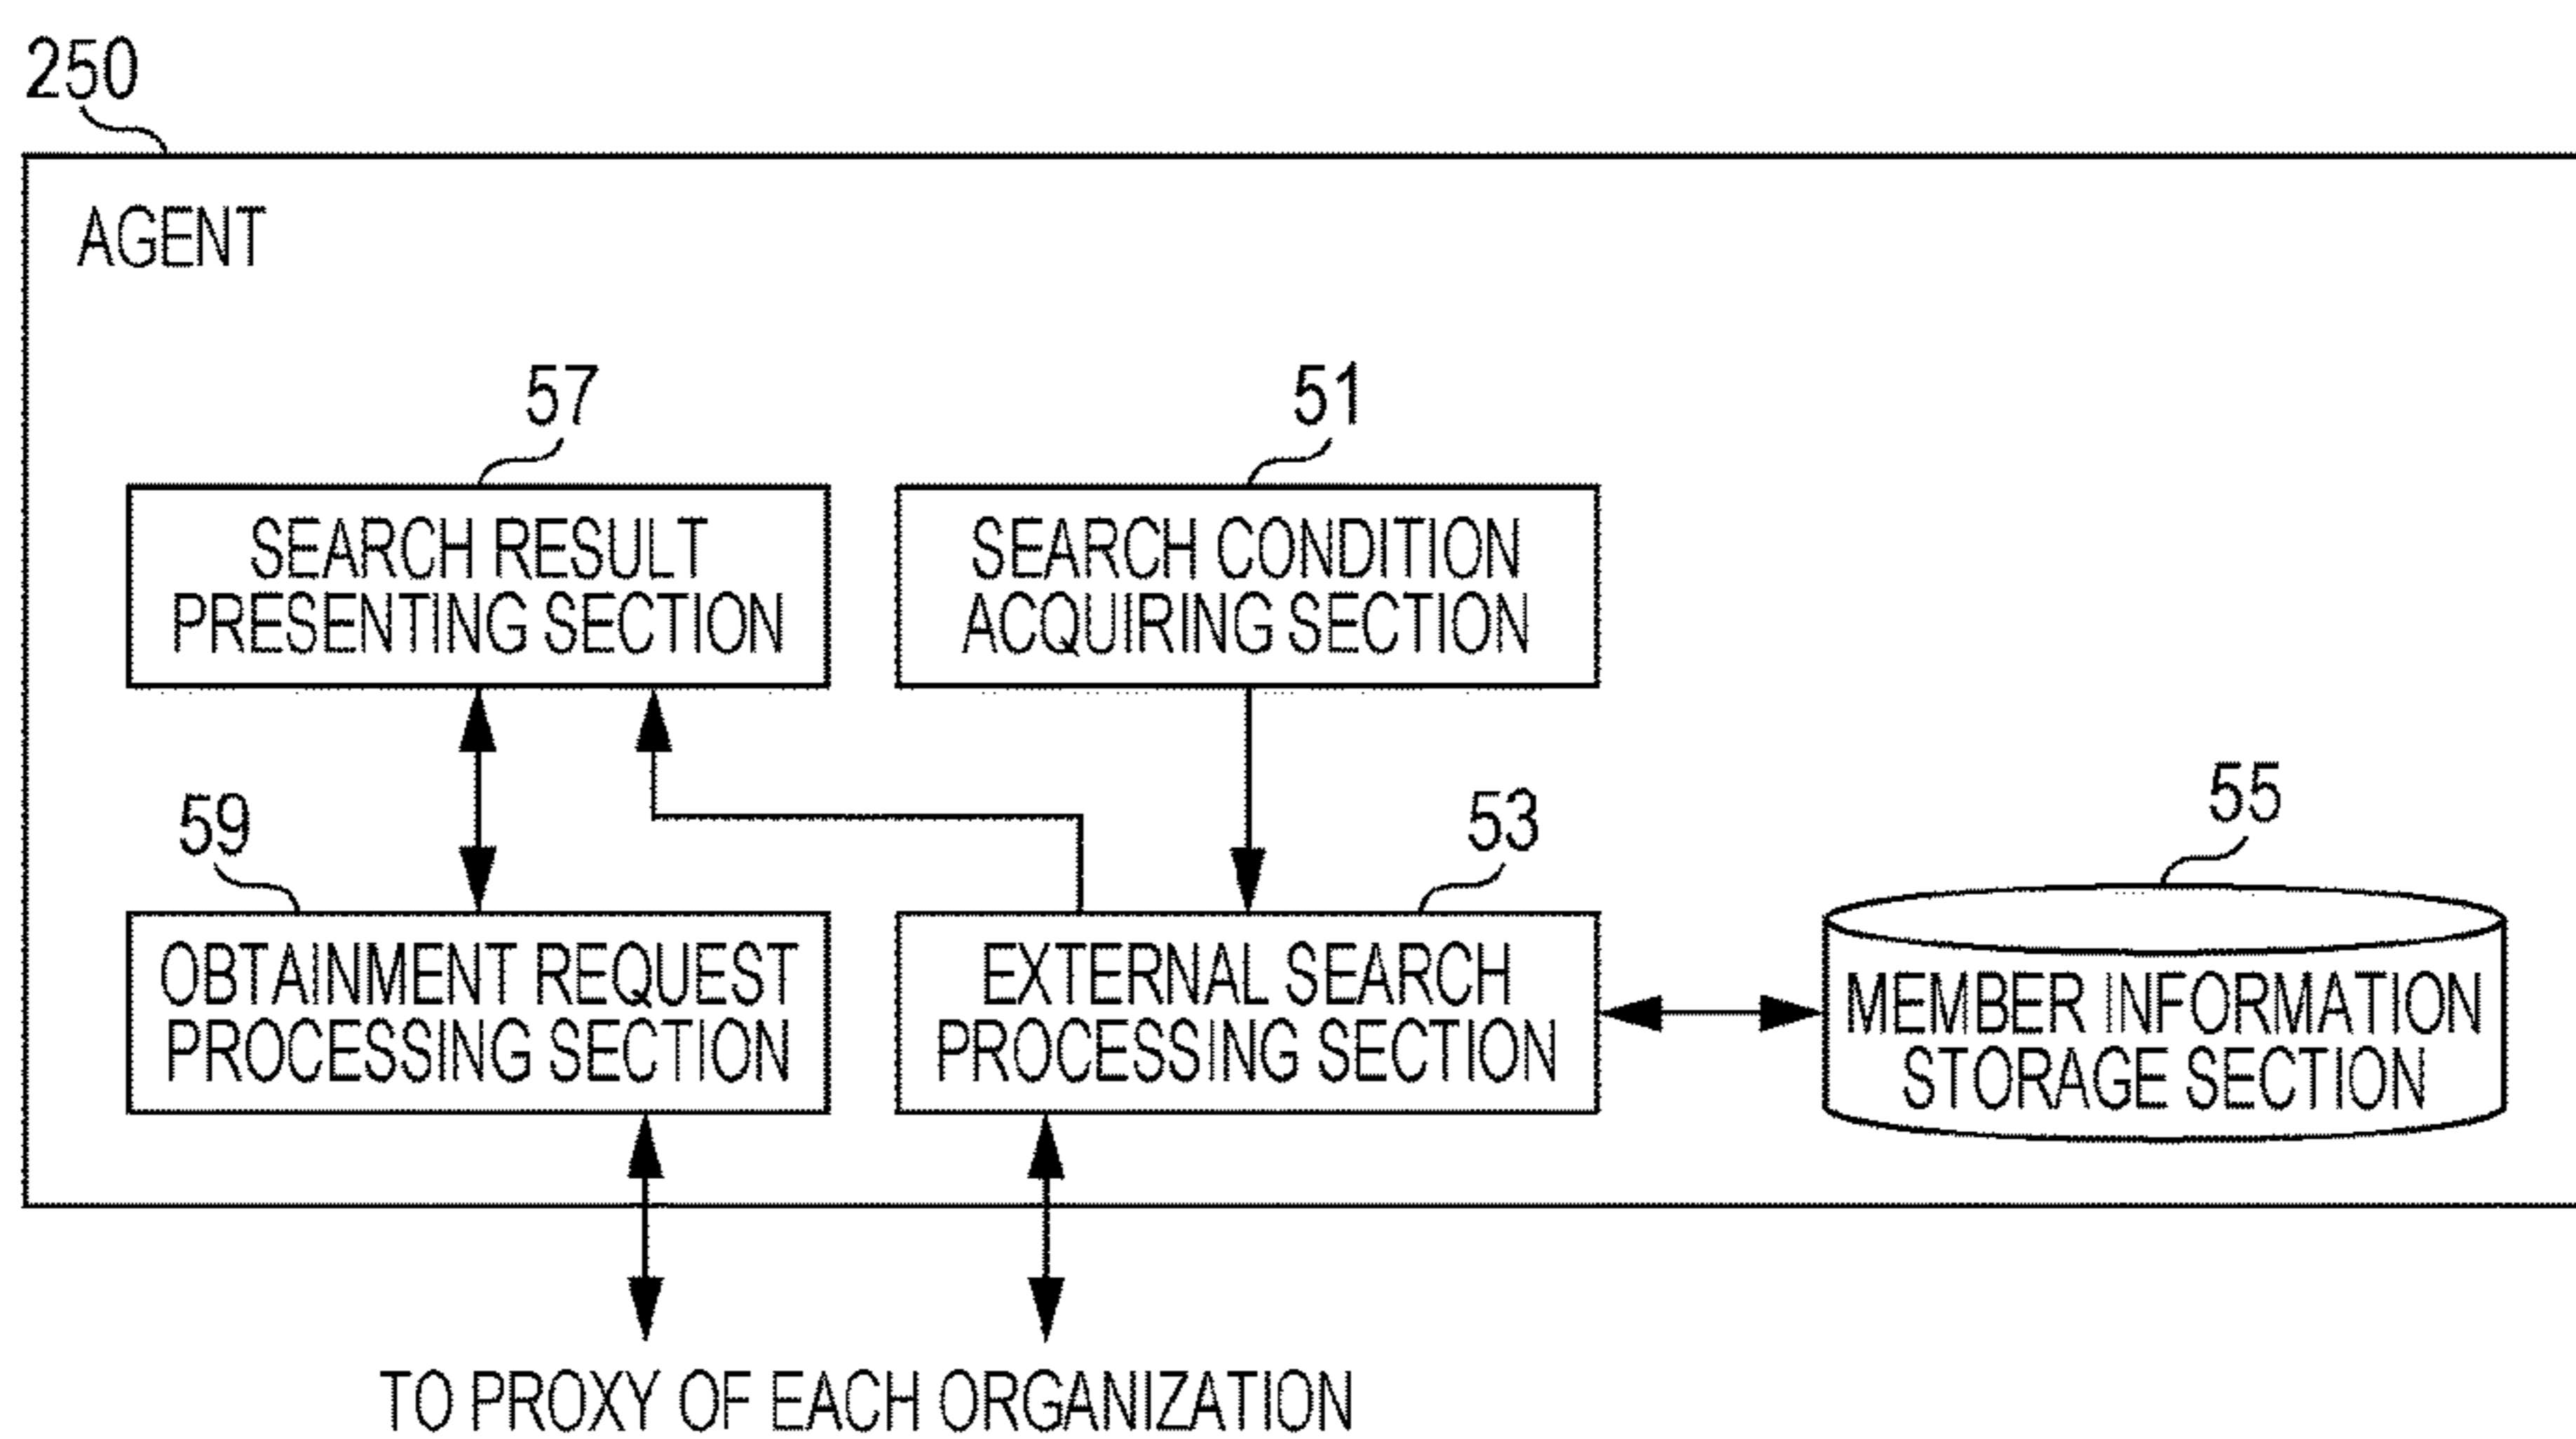 250
AGENT
57
SEARCH RESULT
PRESENTING SECTION
51
SEARCH CONDITION
ACQUIRING SECTION
59
OBTAINMENT REQUEST
PROCESSING SECTION
53
EXTERNAL SEARCH
PROCESSING SECTION
55
MEMBER INFORMATION
STORAGE SECTION
TO PROXY OF EACH ORGANIZATION